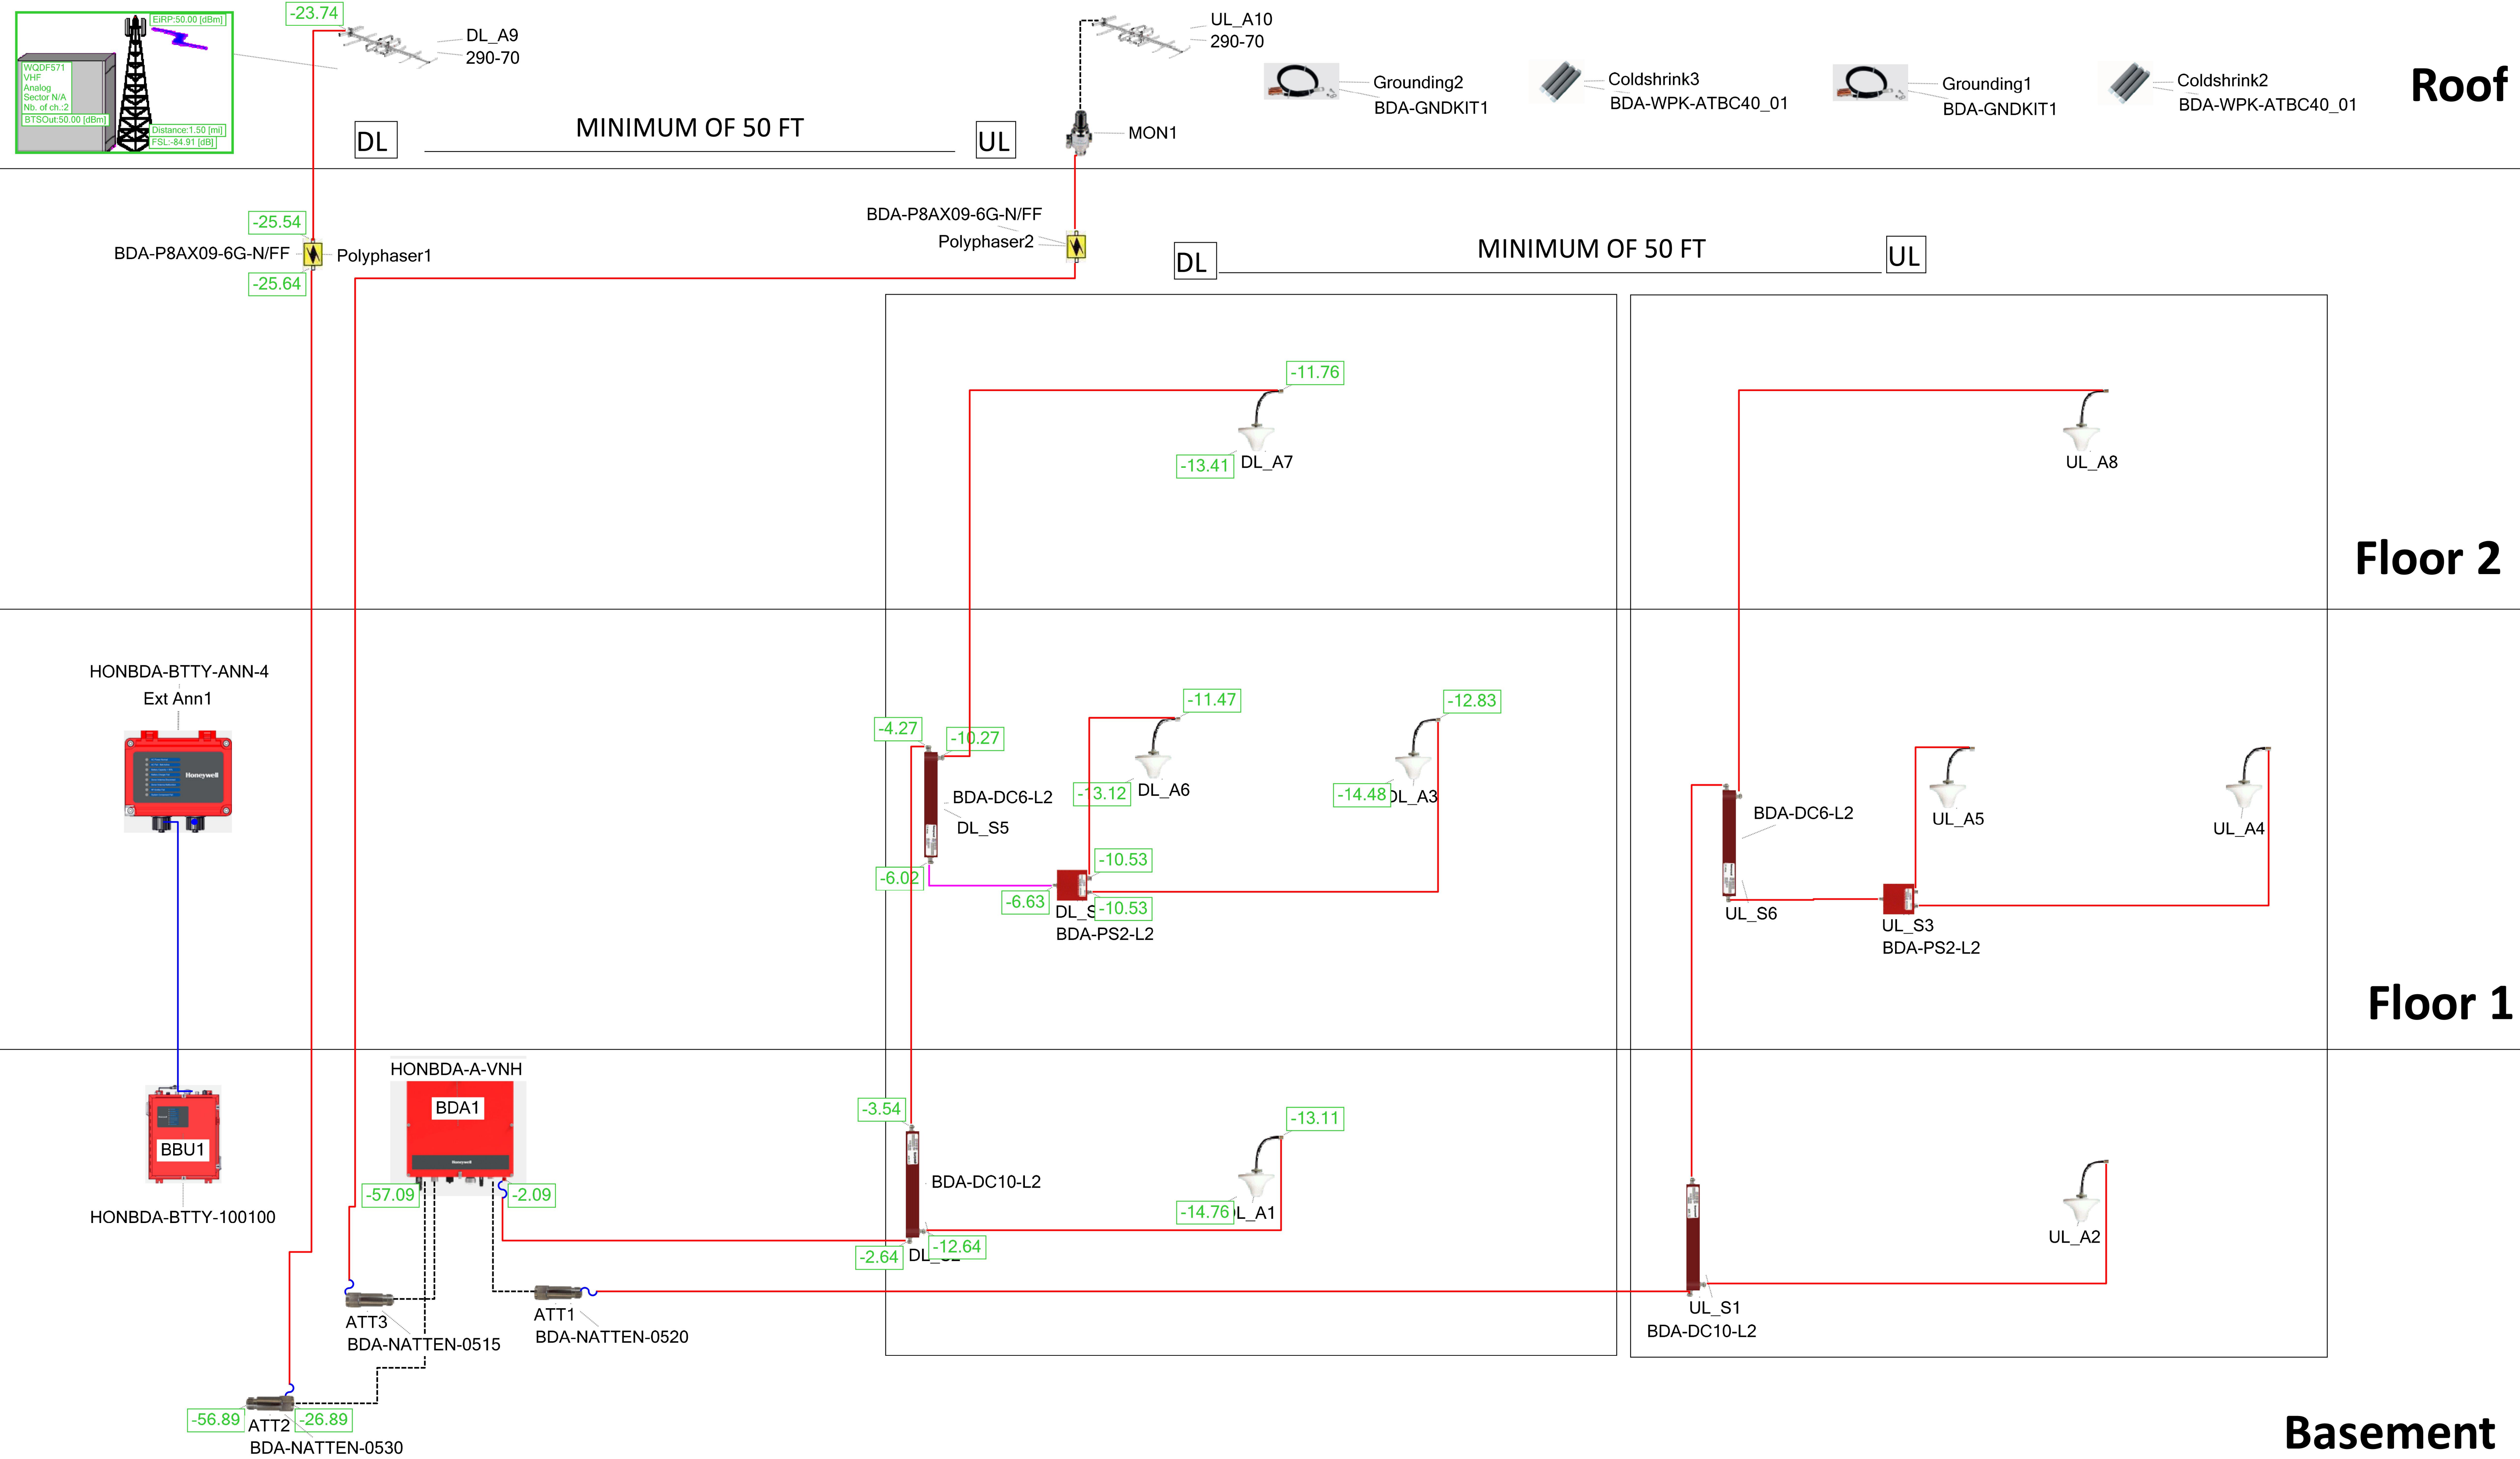 EiRP:50.00 [dBm]
WQDF571
VHF
Analog
Sector N/A
Nb. of ch.:2
BTSOut:50.00 [dBm]
Distance:1.50 [mi]
FSL:-84.91 [dB]
-23.74
DL_A9
290-70
UL_A10
290-70
MON1
Grounding2
BDA-GNDKIT1
Coldshrink3
BDA-WPK-ATBC40_01
Grounding1
BDA-GNDKIT1
Coldshrink2
BDA-WPK-ATBC40_01
Roof
DL
MINIMUM OF 50 FT
UL
-25.54
BDA-P8AX09-6G-N/FF
Polyphaser1
-25.64
BDA-P8AX09-6G-N/FF
Polyphaser2
DL
MINIMUM OF 50 FT
UL
-11.76
-13.41
DL_A7
UL_A8
Floor 2
HONBDA-BTTY-ANN-4
Ext Ann1
Honeywell
-4.27
-10.27
BDA-DC6-L2
DL_S5
-6.02
-11.47
-13.12
DL_A6
-12.83
-14.48
DL_A3
-10.53
-6.63
-10.53
BDA-PS2-L2
BDA-DC6-L2
UL_S6
UL_A5
UL_A4
UL_S3
BDA-PS2-L2
Floor 1
BBU1
HONBDA-BTTY-100100
HONBDA-A-VNH
BDA1
Honeywell
-57.09
-2.09
-3.54
BDA-DC10-L2
-2.64
-12.64
-13.11
-14.76
UL_A2
UL_S1
BDA-DC10-L2
ATT3
BDA-NATTEN-0515
ATT1
BDA-NATTEN-0520
-56.89
ATT2
-26.89
BDA-NATTEN-0530
Basement